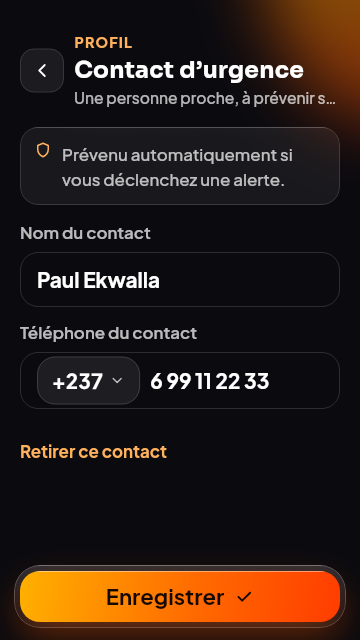 PROFIL
Contact d’urgence
Une personne proche, à prévenir s…
Prévenu automatiquement si
vous déclenchez une alerte.
Nom du contact
Paul Ekwalla
Téléphone du contact
+237 6 99 11 22 33
Retirer ce contact
Enregistrer